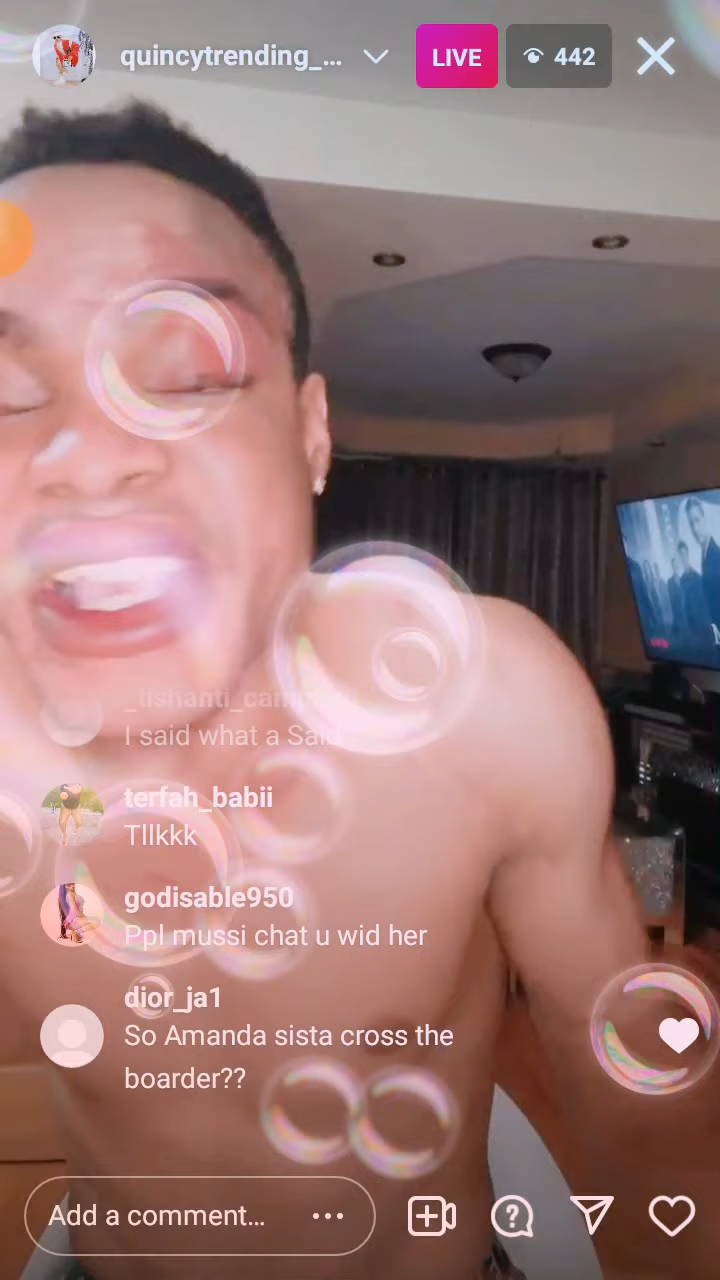 quincytrending_...
LIVE
442
_tishanti_cam
I said what a Said
terfah_babii
Tllkkk
godisable950
Ppl mussi chat u wid her
dior_ja1
So Amanda sista cross the
boarder??
Add a comment...